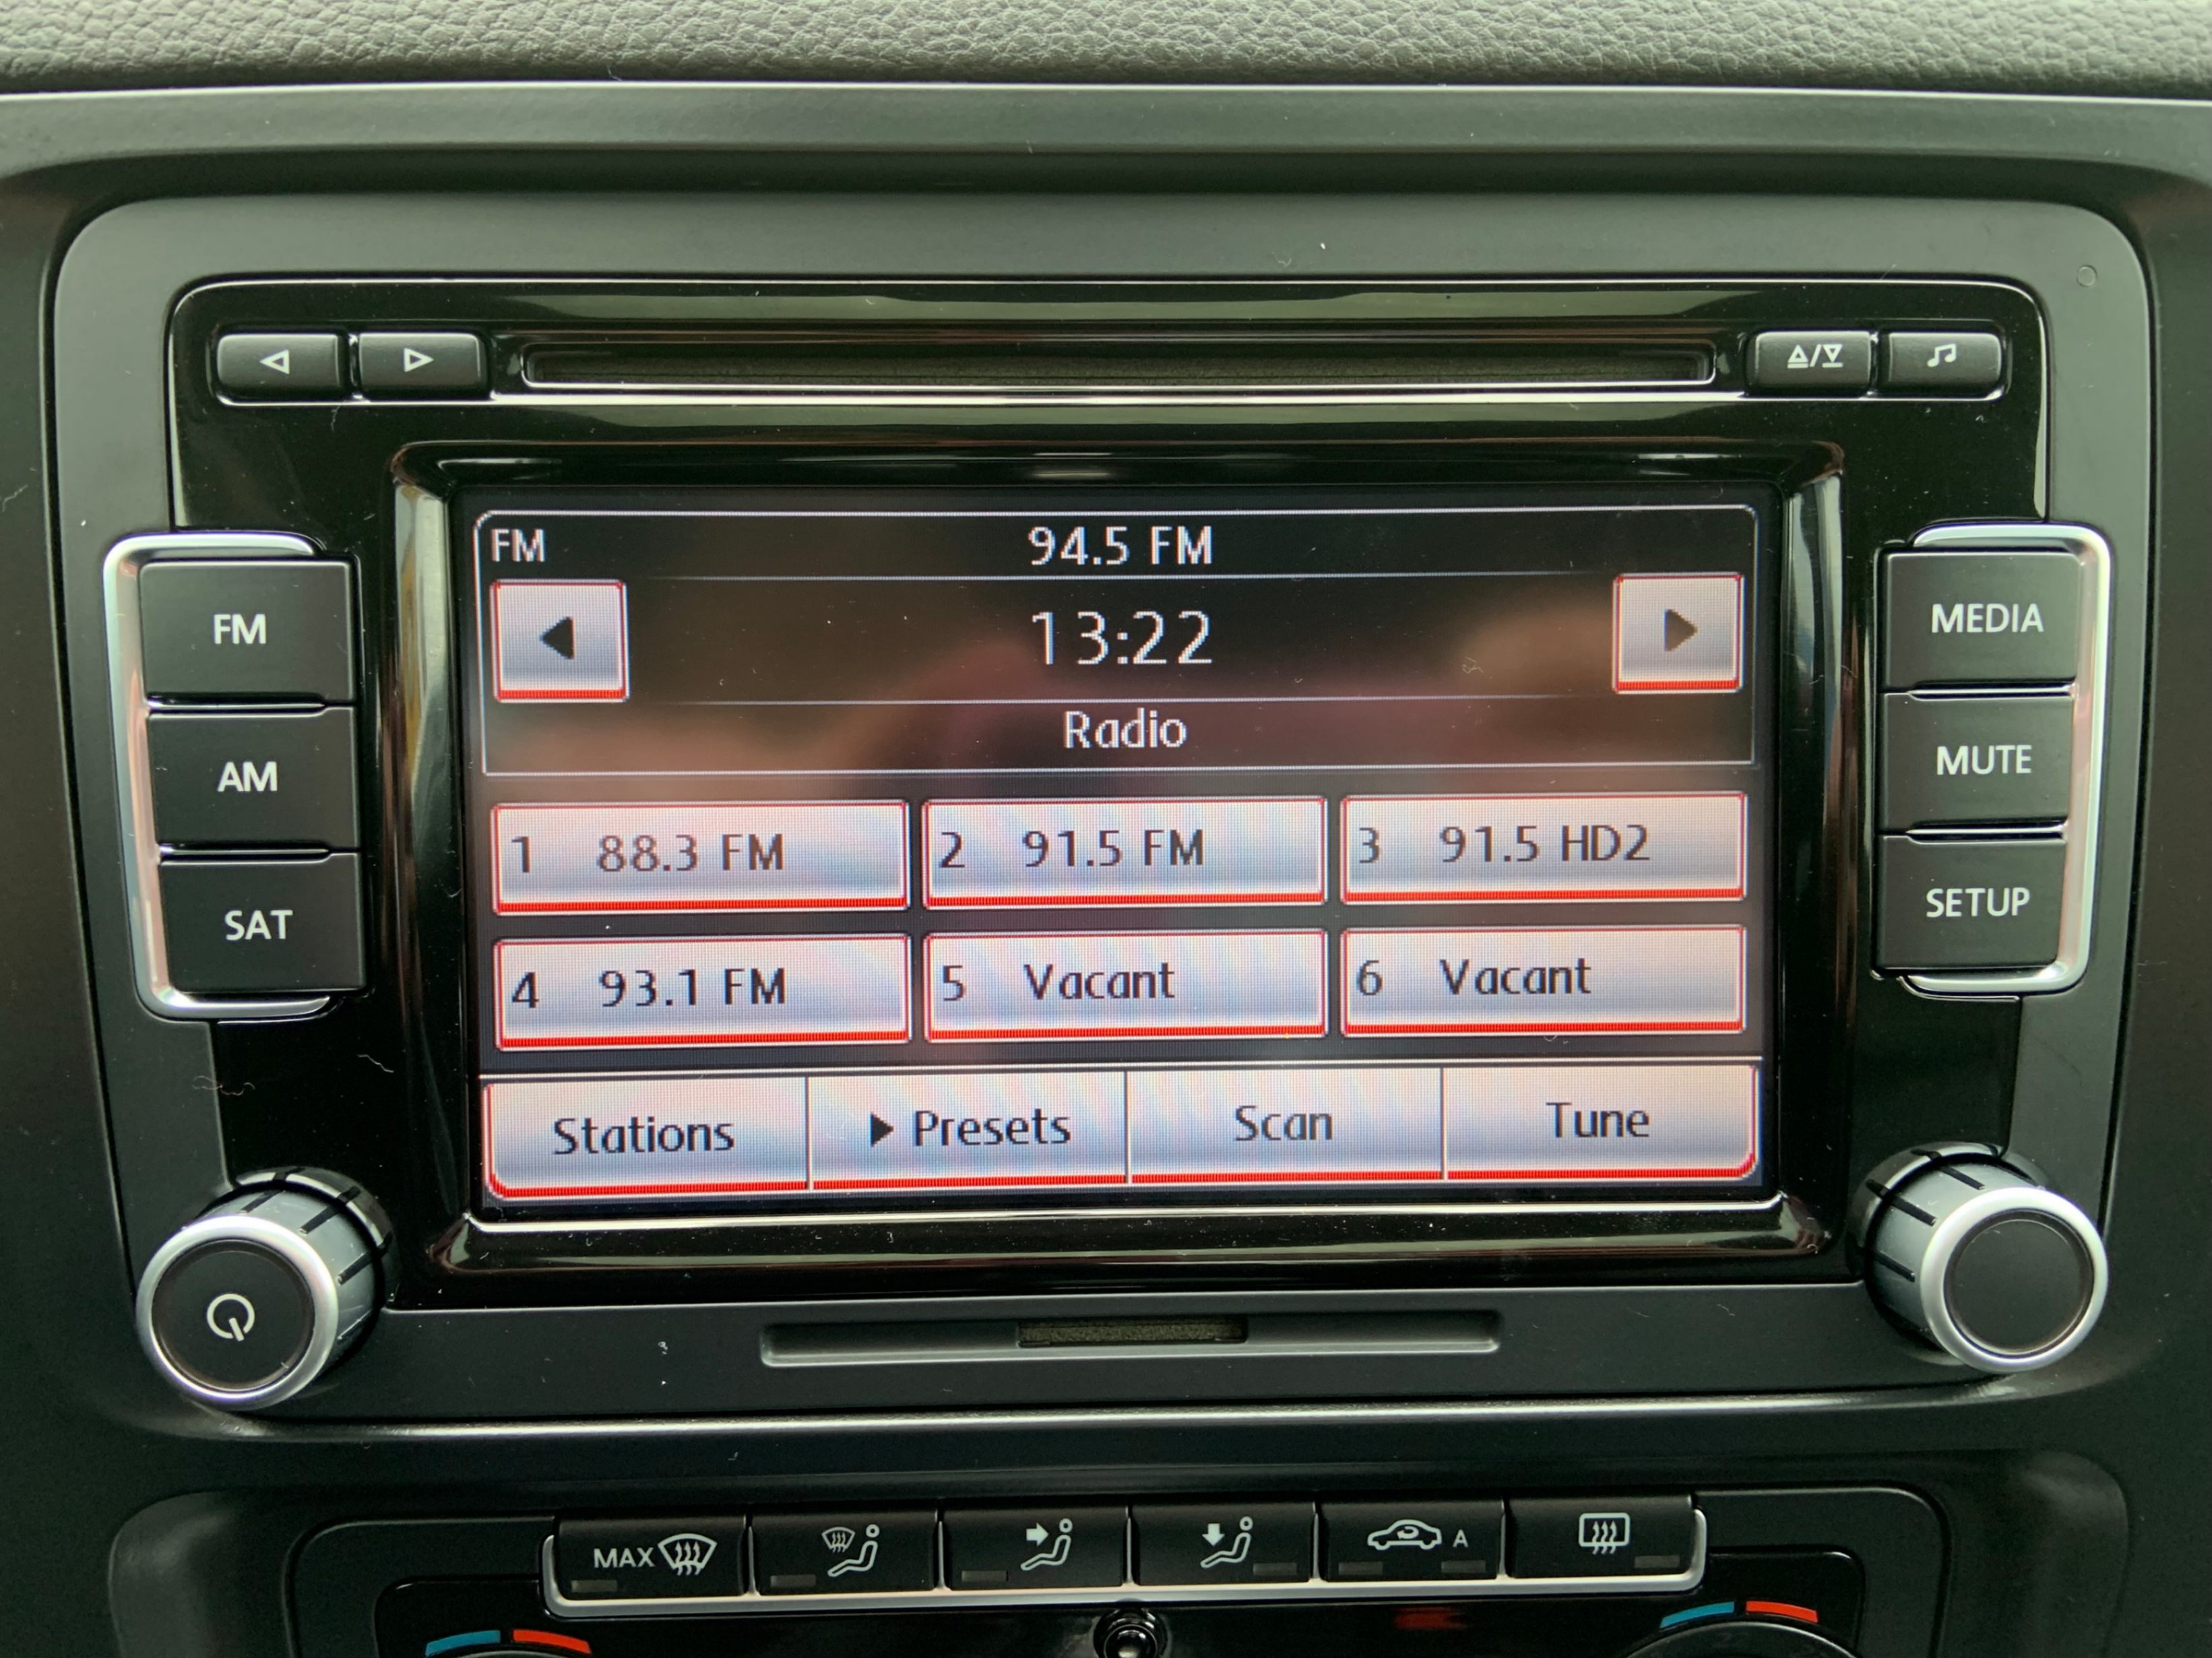 FM 94.5 FM
13:22
Radio
FM
AM
SAT
MEDIA
MUTE
SETUP
1 88.3 FM 2 91.5 FM 3 91.5 HD2
4 93.1 FM 5 Vacant 6 Vacant
Stations Presets Scan Tune
MAX A